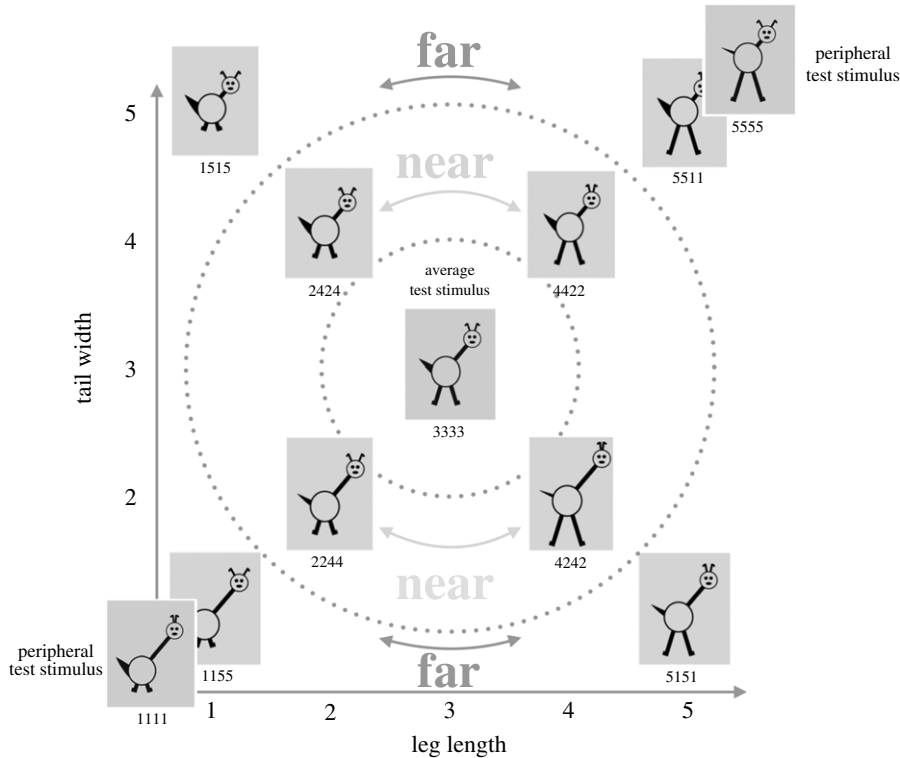 far
peripheral
test stimulus
5
1515
5555
5511
near
4
average
test stimulus
2424
4422
tail width
3
3333
2
2244
4242
near
peripheral
test stimulus
far
1155
5151
1111
1
2
3
4
5
leg length